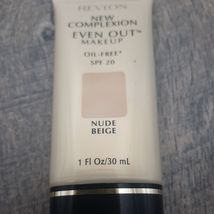 REVLON
NEW
COMPLEXION
EVEN OUT™
MAKEUP
OIL-FREE*
SPF 20
NUDE
BEIGE
1 Fl Oz/30 mL